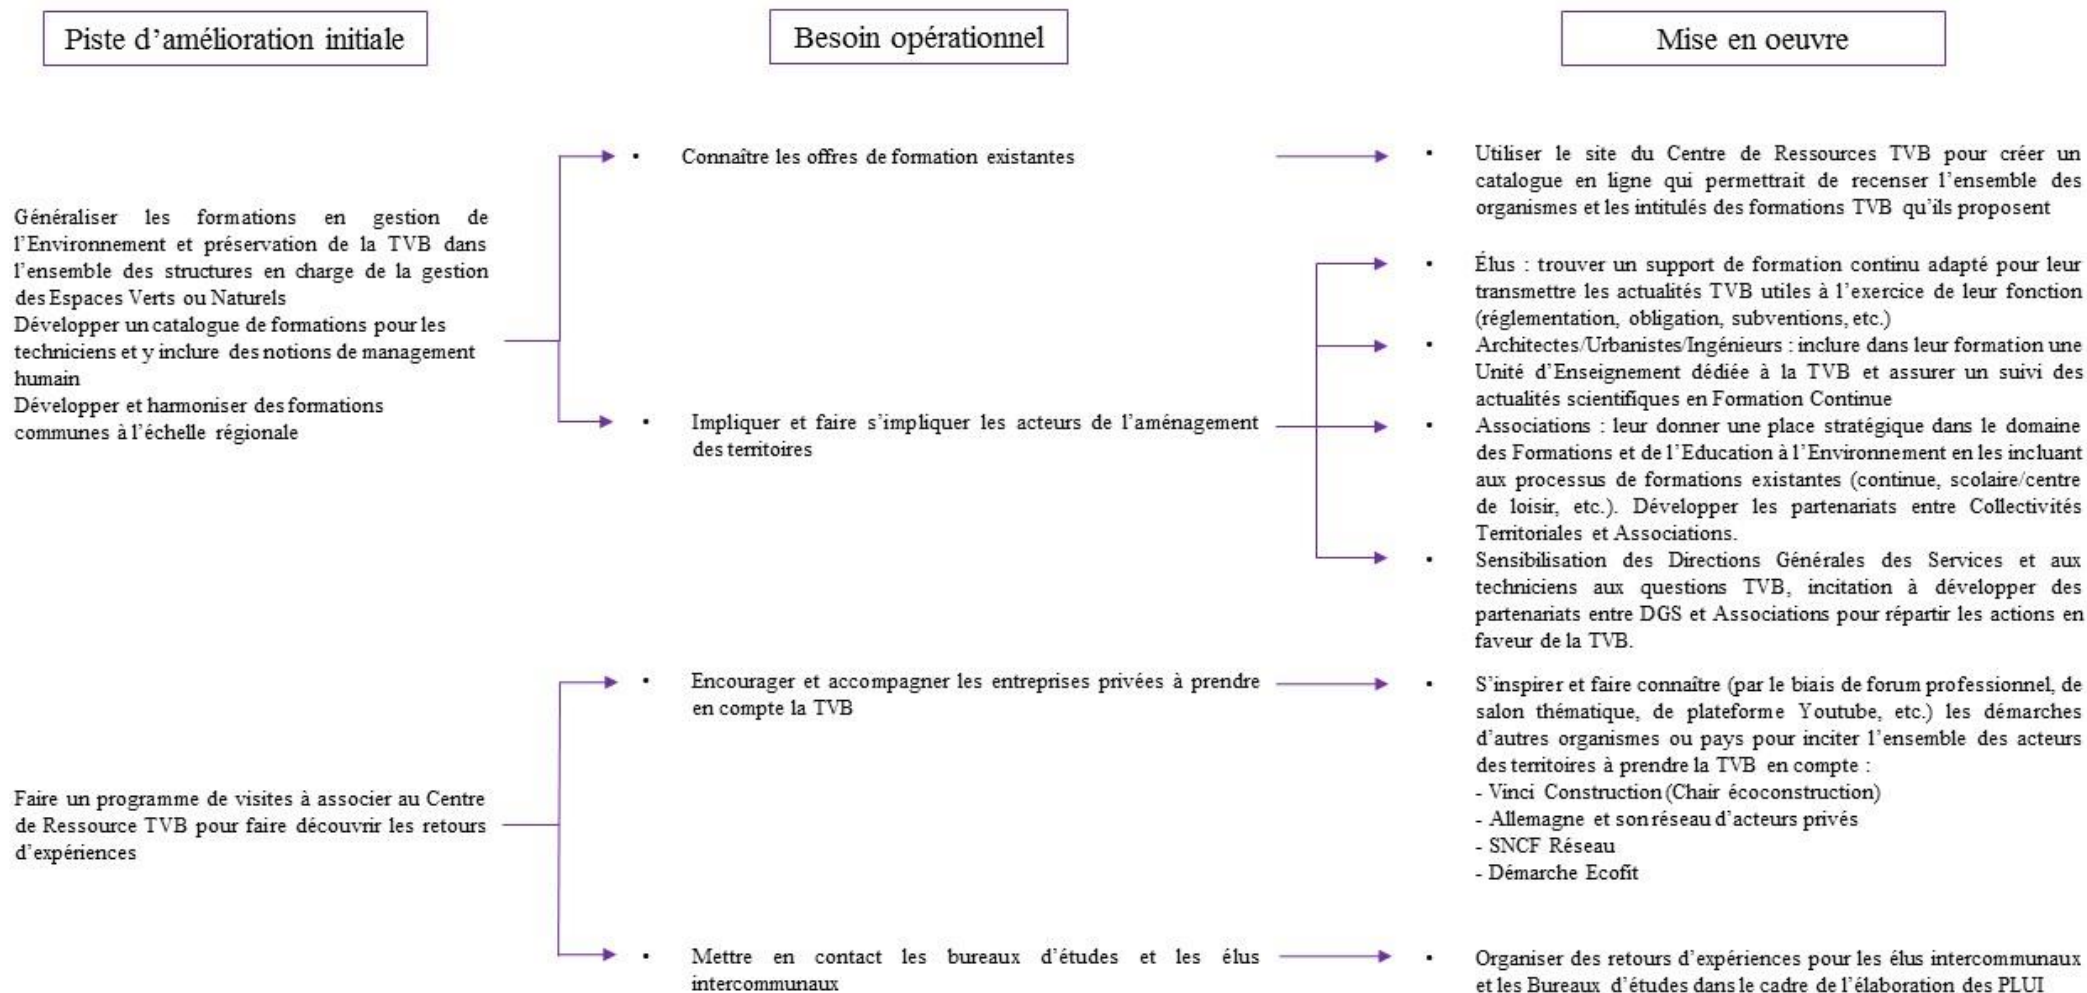 Piste d’amélioration initiale
Besoin opérationnel
Mise en oeuvre
Généraliser les formations en gestion de
l’Environnement et préservation de la TVB dans
l’ensemble des structures en charge de la gestion
des Espaces Verts ou Naturels
Développer un catalogue de formations pour les
techniciens et y inclure des notions de management
humain
Développer et harmoniser des formations
communes à l’échelle régionale
• Connaître les offres de formation existantes
• Utiliser le site du Centre de Ressources TVB pour créer un
catalogue en ligne qui permettrait de recenser l’ensemble des
organismes et les intitulés des formations TVB qu’ils proposent
• Impliquer et faire s’impliquer les acteurs de l’aménagement
des territoires
• Élus : trouver un support de formation continu adapté pour leur
transmettre les actualités TVB utiles à l’exercice de leur fonction
(réglementation, obligation, subventions, etc.)
• Architectes/Urbanistes/Ingénieurs : inclure dans leur formation une
Unité d’Enseignement dédiée à la TVB et assurer un suivi des
actualités scientifiques en Formation Continue
• Associations : leur donner une place stratégique dans le domaine
des Formations et de l’Education à l’Environnement en les incluant
aux processus de formations existantes (continue, scolaire/centre
de loisir, etc.). Développer les partenariats entre Collectivités
Territoriales et Associations.
• Sensibilisation des Directions Générales des Services et aux
techniciens aux questions TVB, incitation à développer des
partenariats entre DGS et Associations pour répartir les actions en
faveur de la TVB.
Faire un programme de visites à associer au Centre
de Ressource TVB pour faire découvrir les retours
d’expériences
• Encourager et accompagner les entreprises privées à prendre
en compte la TVB
• S’inspirer et faire connaître (par le biais de forum professionnel, de
salon thématique, de plateforme Youtube, etc.) les démarches
d’autres organismes ou pays pour inciter l’ensemble des acteurs
des territoires à prendre la TVB en compte :
- Vinci Construction (Chair écoconstruction)
- Allemagne et son réseau d’acteurs privés
- SNCF Réseau
- Démarche Ecofit
• Mettre en contact les bureaux d’études et les élus
intercommunaux
• Organiser des retours d’expériences pour les élus intercommunaux
et les Bureaux d’études dans le cadre de l’élaboration des PLUI